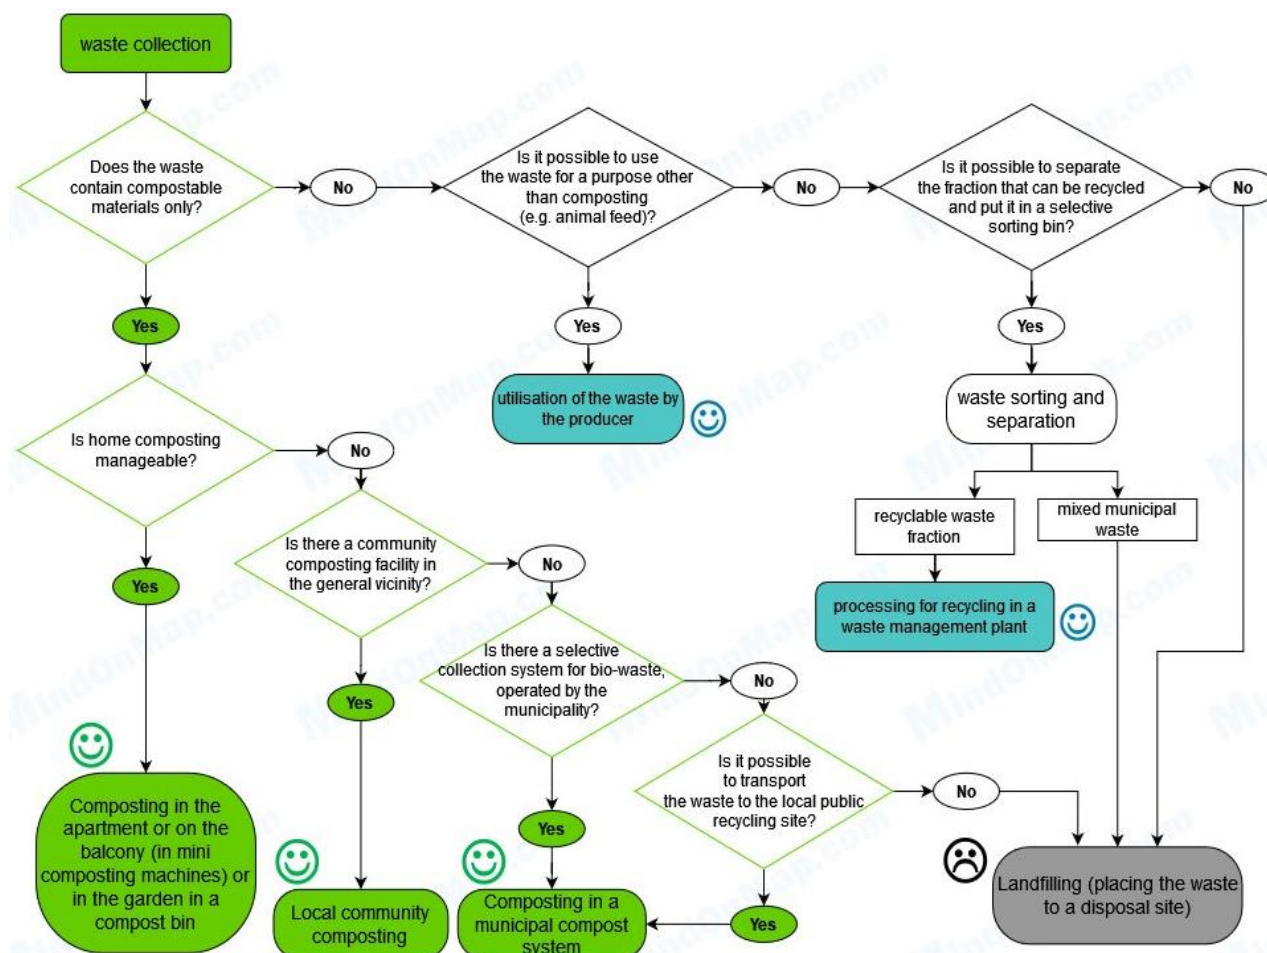 waste collection
Does the waste
contain compostable
materials only?
No
Is it possible to use
the waste for a purpose other
than composting
(e.g. animal feed)?
No
Is it possible to separate
the fraction that can be recycled
and put it in a selective
sorting bin?
No
Yes
Yes
Yes
utilisation of the waste by
the producer
waste sorting and
separation
Is home composting
manageable?
No
recyclable waste
fraction
mixed municipal
waste
Is there a community
composting facility in
the general vicinity?
No
Yes
processing for recycling in a
waste management plant
Is there a selective
collection system for bio-waste,
operated by the
municipality?
No
Yes
Is it possible
to transport
the waste to the local public
recycling site?
No
Yes
Composting in the
apartment or on the
balcony (in mini
composting machines) or
in the garden in a
compost bin
Local community
composting
Composting in a
municipal compost
system
Yes
Landfilling (placing the waste
to a disposal site)
MindOnMap.com